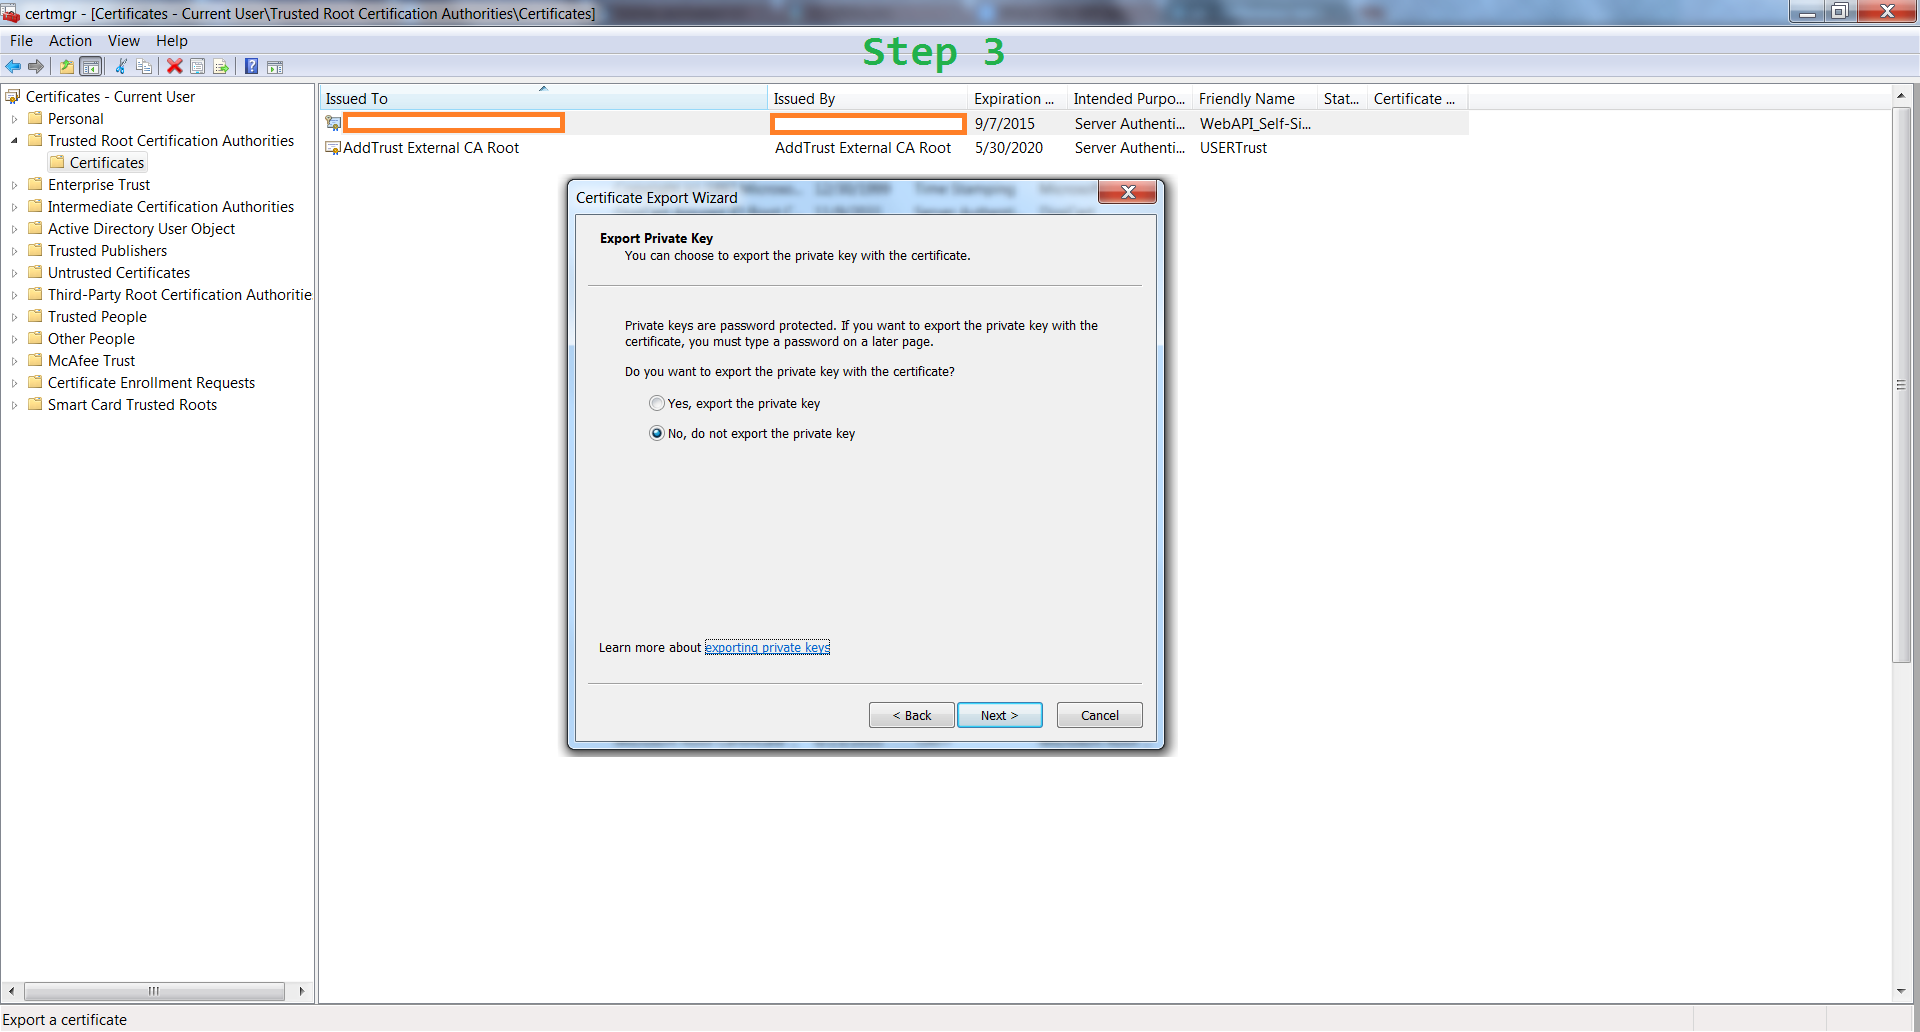 certmgr - [Certificates - Current User\Trusted Root Certification Authorities\Certificates]
File Action View Help
Step 3
Certificates - Current User
Personal
Trusted Root Certification Authorities
Certificates
Enterprise Trust
Intermediate Certification Authorities
Active Directory User Object
Trusted Publishers
Untrusted Certificates
Third-Party Root Certification Authoritie
Trusted People
Other People
McAfee Trust
Certificate Enrollment Requests
Smart Card Trusted Roots
Issued To Issued By Expiration ... Intended Purpo... Friendly Name Stat... Certificate ...
9/7/2015 Server Authenti... WebAPI_Self-Si...
AddTrust External CA Root AddTrust External CA Root 5/30/2020 Server Authenti... USERTrust
Certificate Export Wizard
Export Private Key
You can choose to export the private key with the certificate.
Private keys are password protected. If you want to export the private key with the
certificate, you must type a password on a later page.
Do you want to export the private key with the certificate?
Yes, export the private key
No, do not export the private key
Learn more about exporting private keys
< Back Next > Cancel
Export a certificate